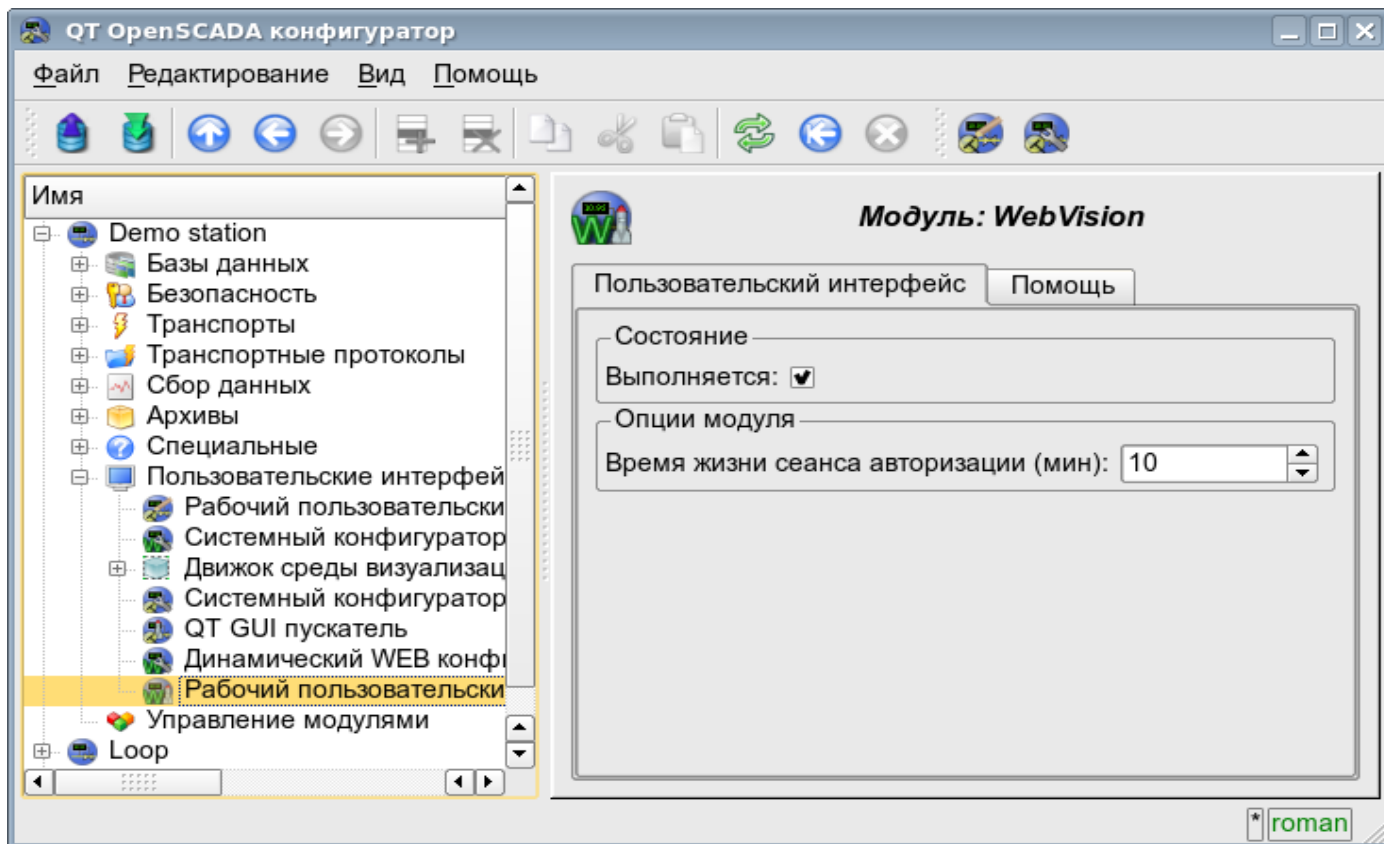 QT OpenSCADA конфигуратор
Файл Редактирование Вид Помощь
Имя
Demo station
Базы данных
Безопасность
Транспорты
Транспортные протоколы
Сбор данных
Архивы
Специальные
Пользовательские интерфей
Рабочий пользовательски
Системный конфигуратор
Движок среды визуализац
Системный конфигуратор
QT GUI пускатель
Динамический WEB конфи
Рабочий пользовательски
Управление модулями
Loop
Модуль: WebVision
Пользовательский интерфейс Помощь
Состояние
Выполняется:
Опции модуля
Время жизни сеанса авторизации (мин): 10
* roman